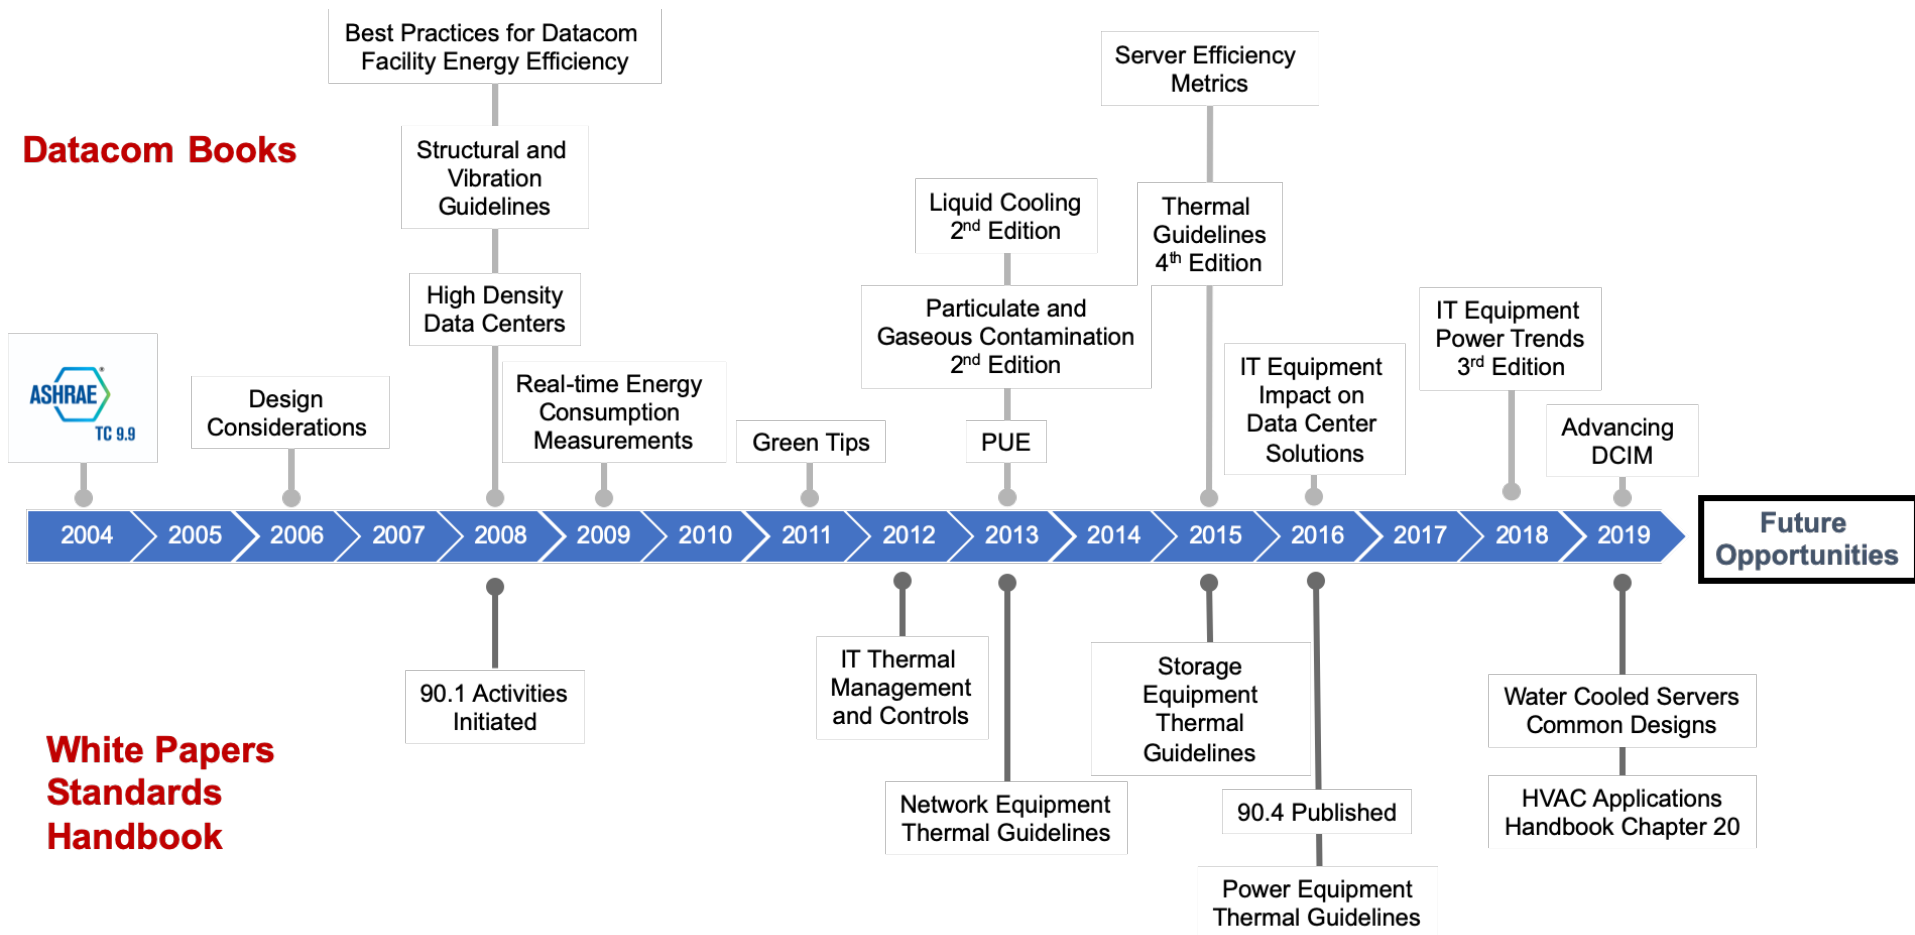 Best Practices for Datacom
Facility Energy Efficiency
Server Efficiency
Metrics
Datacom Books
Structural and
Vibration
Guidelines
Liquid Cooling
2nd Edition
Thermal
Guidelines
4th Edition
High Density
Data Centers
Particulate and
Gaseous Contamination
2nd Edition
IT Equipment
Power Trends
3rd Edition
ASHRAE
TC 9.9
Design
Considerations
Real-time Energy
Consumption
Measurements
Green Tips
PUE
IT Equipment
Impact on
Data Center
Solutions
Advancing
DCIM
2004 2005 2006 2007 2008 2009 2010 2011 2012 2013 2014 2015 2016 2017 2018 2019
Future
Opportunities
90.1 Activities
Initiated
IT Thermal
Management
and Controls
Storage
Equipment
Thermal
Guidelines
Water Cooled Servers
Common Designs
White Papers
Standards
Handbook
Network Equipment
Thermal Guidelines
90.4 Published
HVAC Applications
Handbook Chapter 20
Power Equipment
Thermal Guidelines